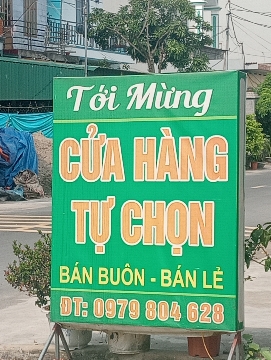 Tới Mừng
CỬA HÀNG
TỰ CHỌN
BÁN BUÔN - BÁN LẺ
ĐT: 0979 804 628